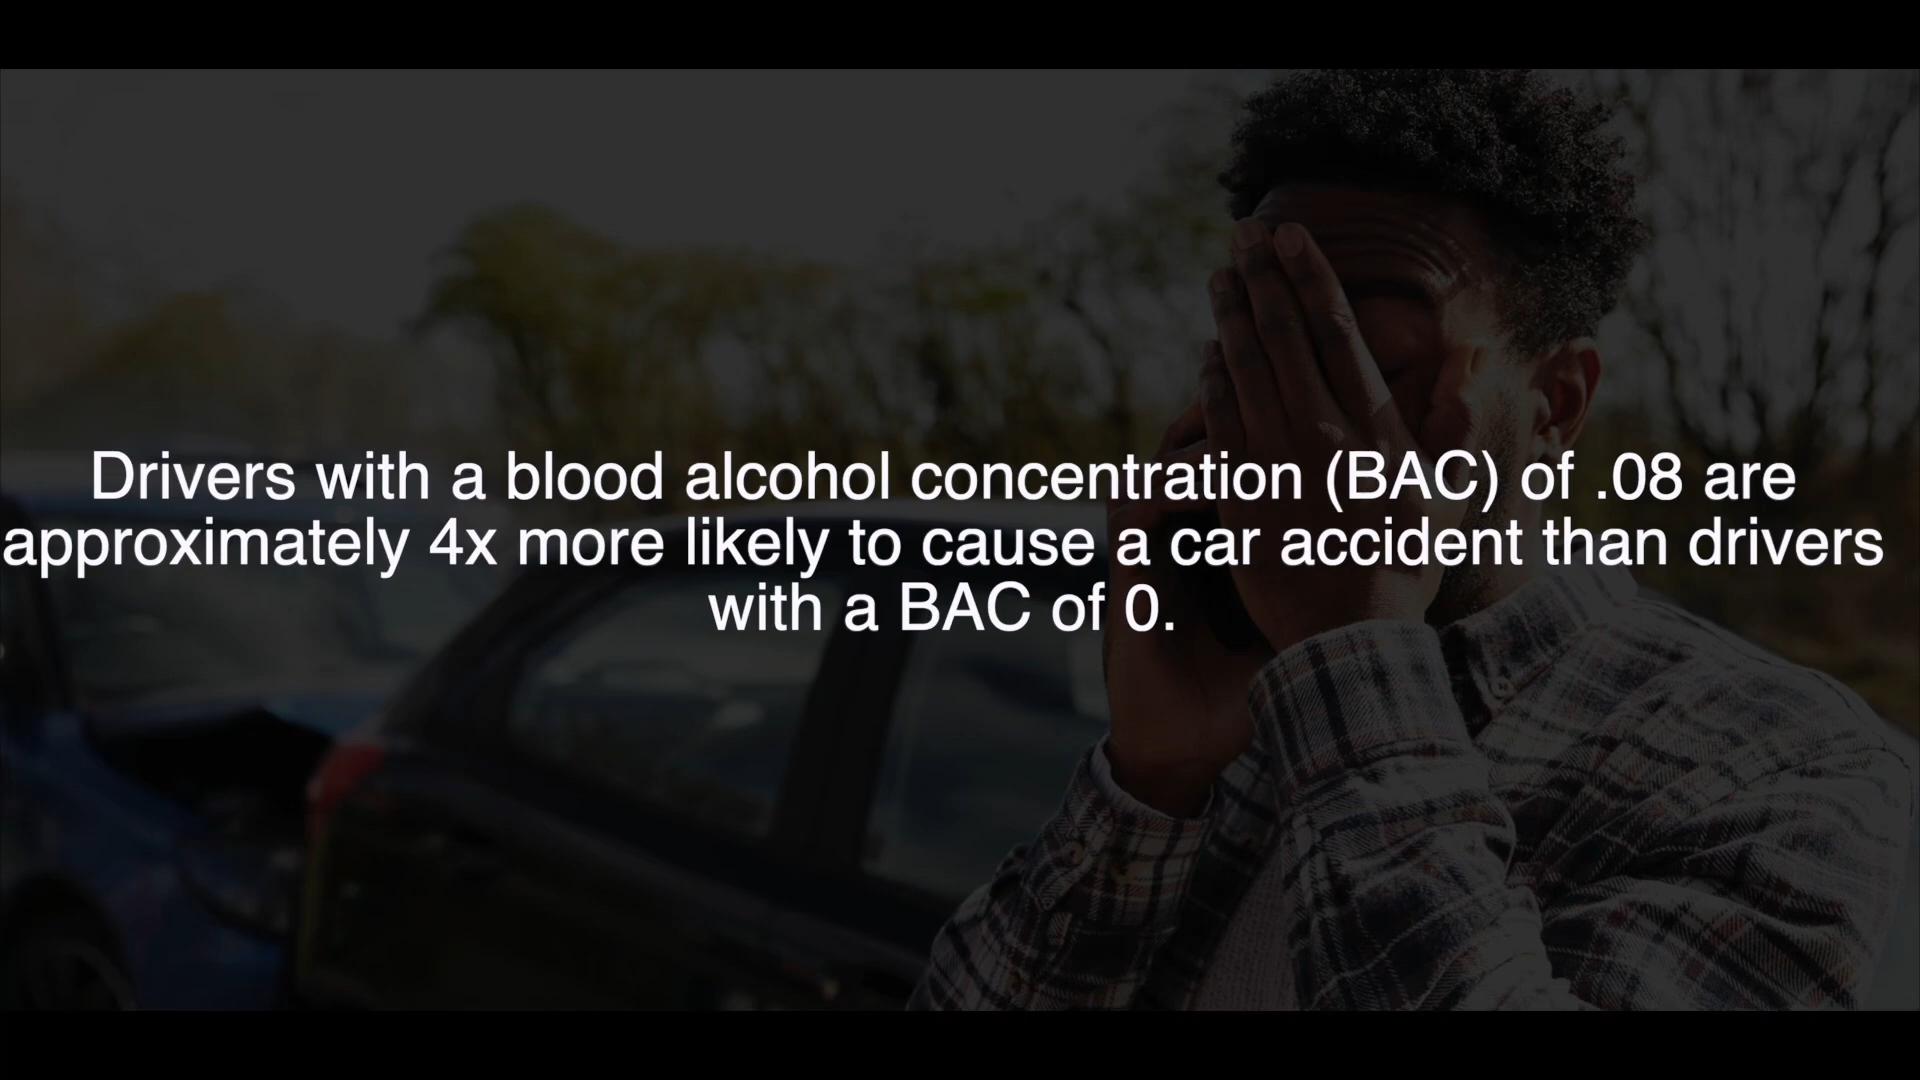 Drivers with a blood alcohol concentration (BAC) of .08 are
approximately 4x more likely to cause a car accident than drivers
with a BAC of 0.